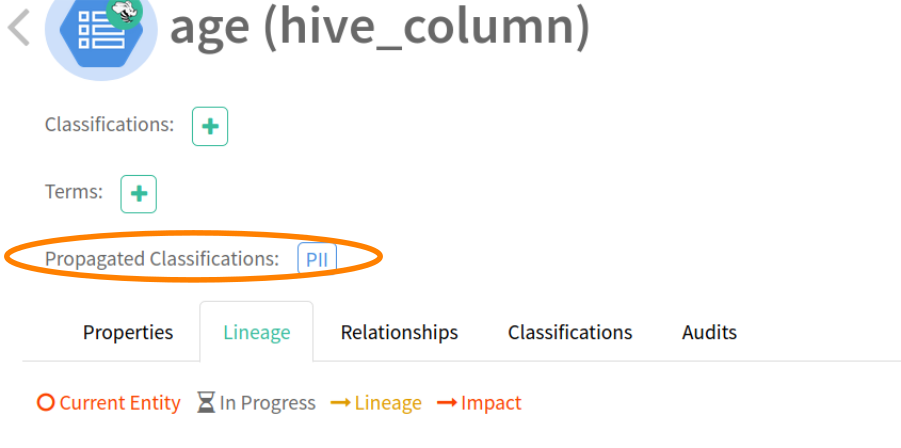 age (hive_column)
Classifications:
Terms:
Propagated Classifications: PII
Properties Lineage Relationships Classifications Audits
Current Entity In Progress Lineage Impact